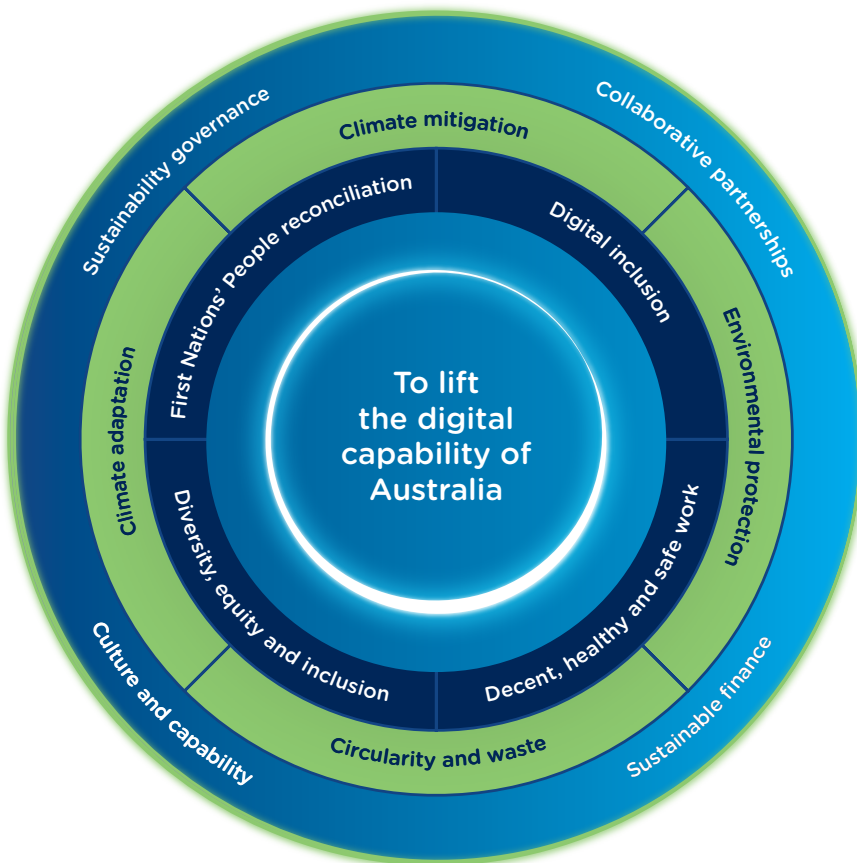 Sustainability governance
Collaborative partnerships
Climate mitigation
First Nations' People reconciliation
Digital inclusion
Climate adaptation
Environmental protection
To lift
the digital
capability of
Australia
Diversity, equity and inclusion
Decent, healthy and safe work
Circularity and waste
Culture and capability
Sustainable finance